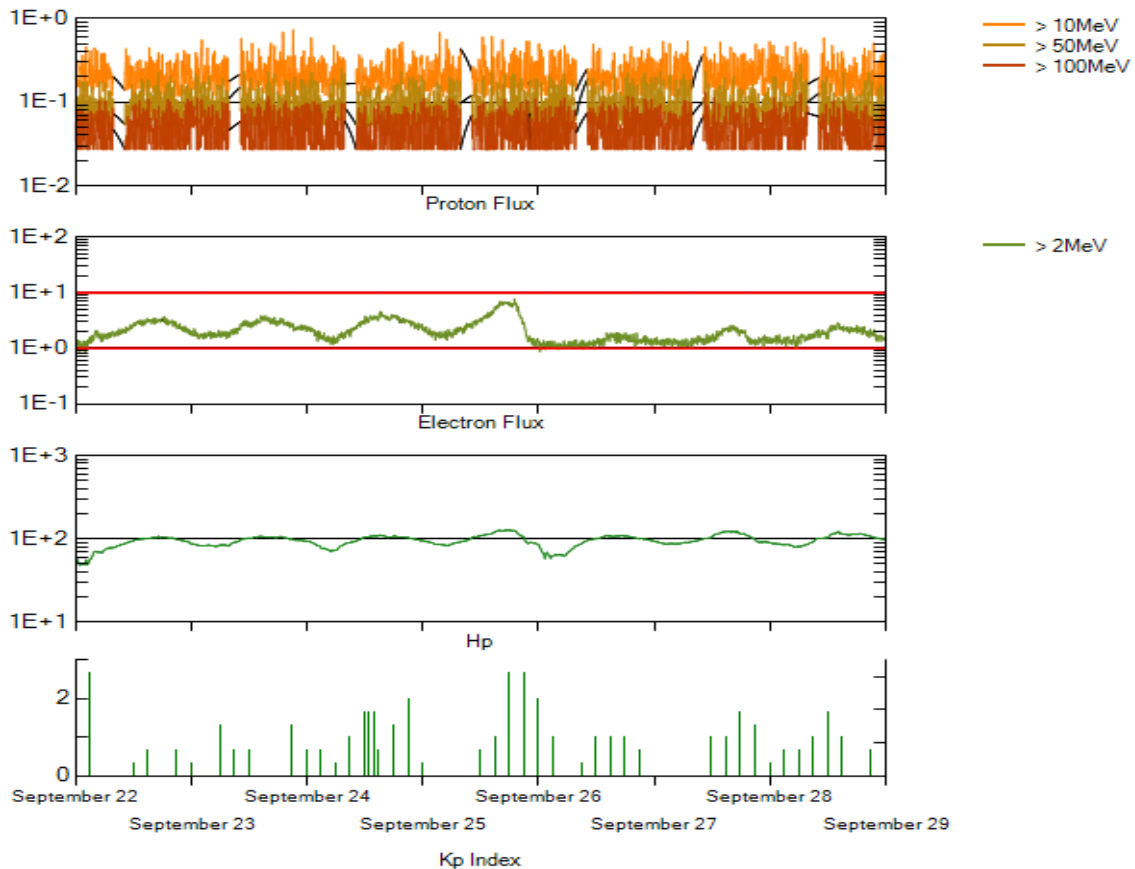 1E+0
1E-1
1E-2
Proton Flux
> 10MeV
> 50MeV
> 100MeV
1E+2
1E+1
1E+0
1E-1
Electron Flux
> 2MeV
1E+3
1E+2
1E+1
Hp
2
0
September 22
September 23
September 24
September 25
September 26
September 27
September 28
September 29
Kp Index